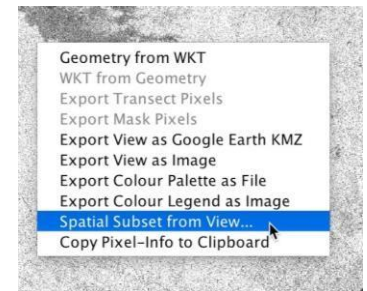 Geometry from WKT
WKT from Geometry
Export Transect Pixels
Export Mask Pixels
Export View as Google Earth KMZ
Export View as Image
Export Colour Palette as File
Export Colour Legend as Image
Spatial Subset from View...
Copy Pixel-Info to Clipboard